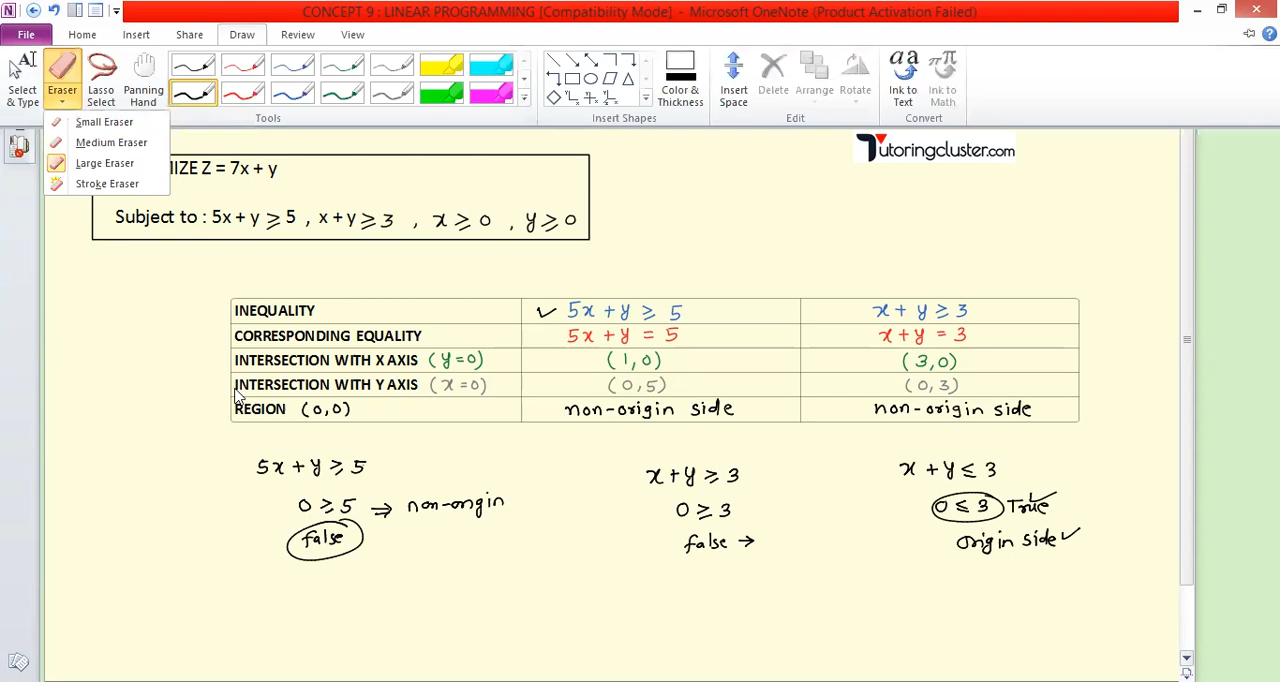 CONCEPT 9 : LINEAR PROGRAMMING [Compatibility Mode] - Microsoft OneNote (Product Activation Failed)
File Home Insert Share Draw Review View
Select & Type Eraser Lasso Select Panning Hand Color & Thickness Insert Space Delete Arrange Rotate Ink to Text Ink to Math
Tools Insert Shapes Edit Convert
Small Eraser
Medium Eraser
Large Eraser
Stroke Eraser
Tutoringcluster.com
IZE Z = 7x + y
Subject to : 5x + y ≥ 5 , x + y ≥ 3 , x ≥ 0 , y ≥ 0
INEQUALITY ✓ 5x + y ≥ 5 x + y ≥ 3
CORRESPONDING EQUALITY 5x + y = 5 x + y = 3
INTERSECTION WITH X AXIS (y=0) (1,0) (3,0)
INTERSECTION WITH Y AXIS (x=0) (0,5) (0,3)
REGION (0,0) non-origin side non-origin side
5x + y ≥ 5 x + y ≥ 3 x + y ≤ 3
0 ≥ 5 ⇒ non-origin 0 ≥ 3 0 ≤ 3 True ✓
false false → origin side ✓